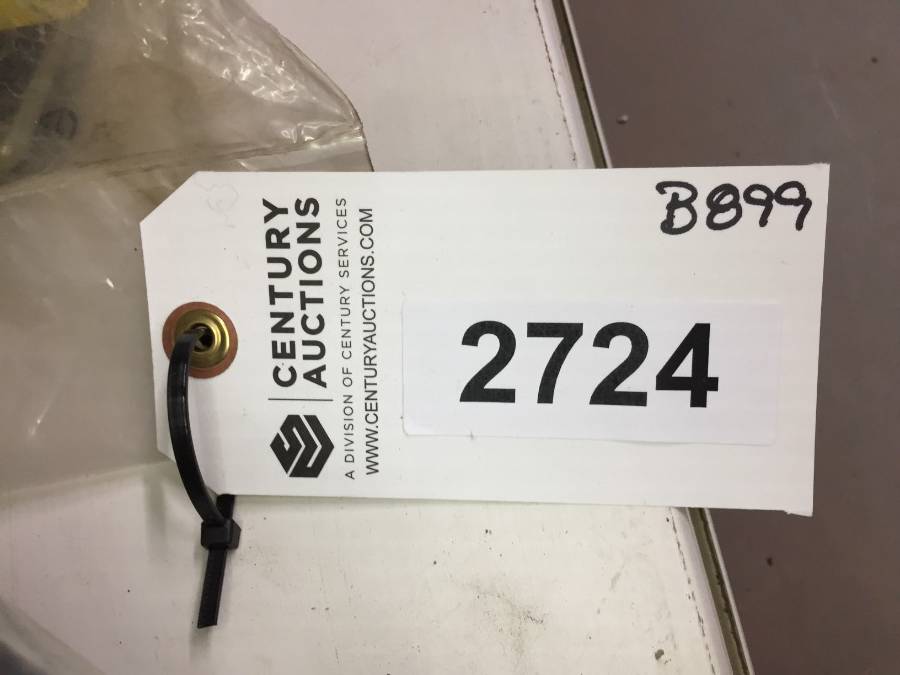 CENTURY
AUCTIONS
A DIVISION OF CENTURY SERVICES
WWW.CENTURYAUCTIONS.COM
B899
2724